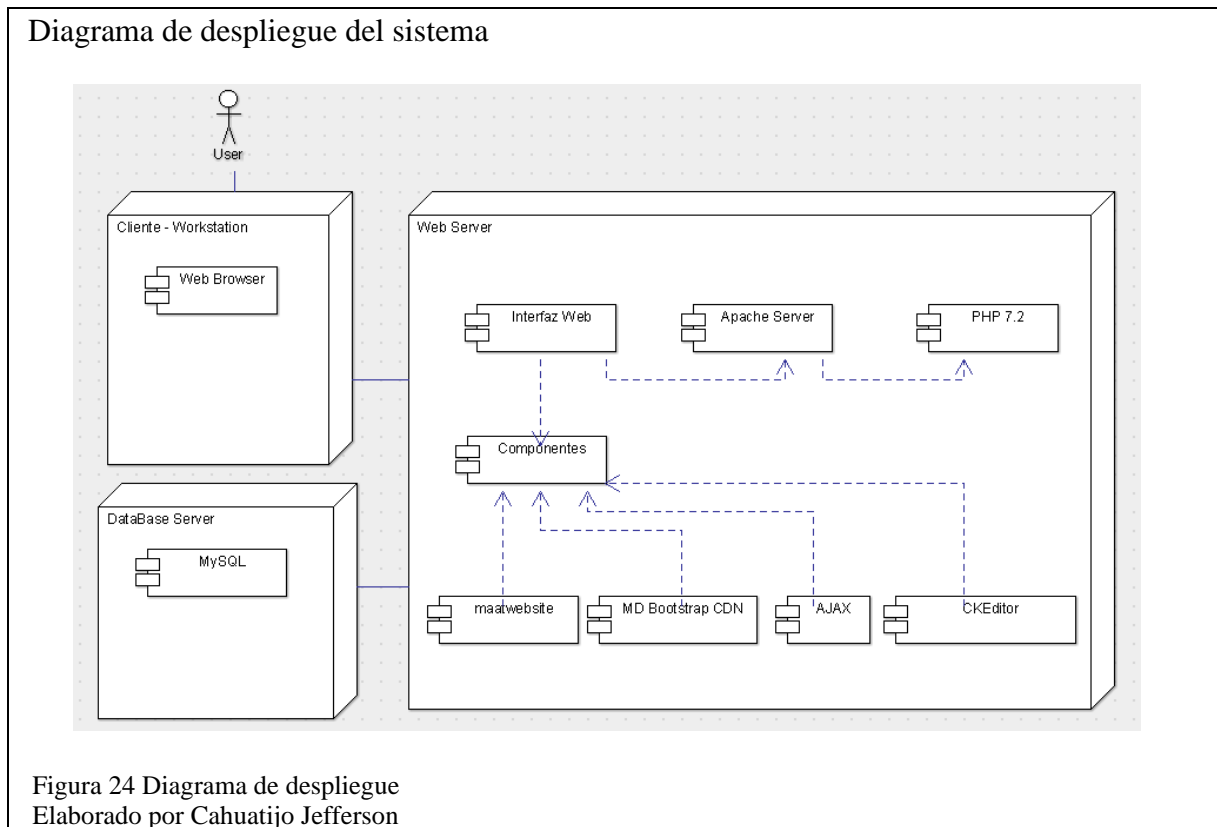 Diagrama de despliegue del sistema
User
Cliente - Workstation
Web Browser
Web Server
Interfaz Web
Apache Server
PHP 7.2
Componentes
DataBase Server
MySQL
maatwebsite
MD Bootstrap CDN
AJAX
CKEditor
Figura 24 Diagrama de despliegue
Elaborado por Cahuatijo Jefferson